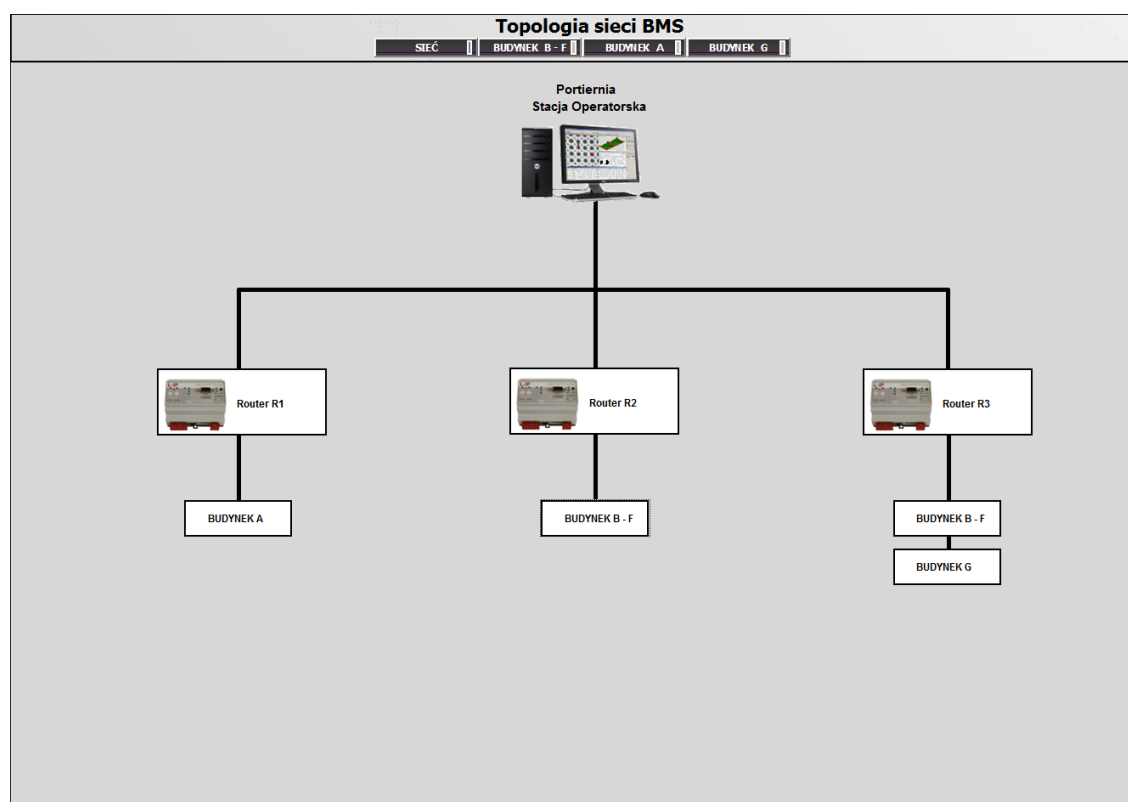 Topologia sieci BMS
SIEĆ BUDYNEK B - F BUDYNEK A BUDYNEK G
Portiernia
Stacja Operatorska
Router R1 Router R2 Router R3
BUDYNEK A BUDYNEK B - F BUDYNEK B - F
BUDYNEK G